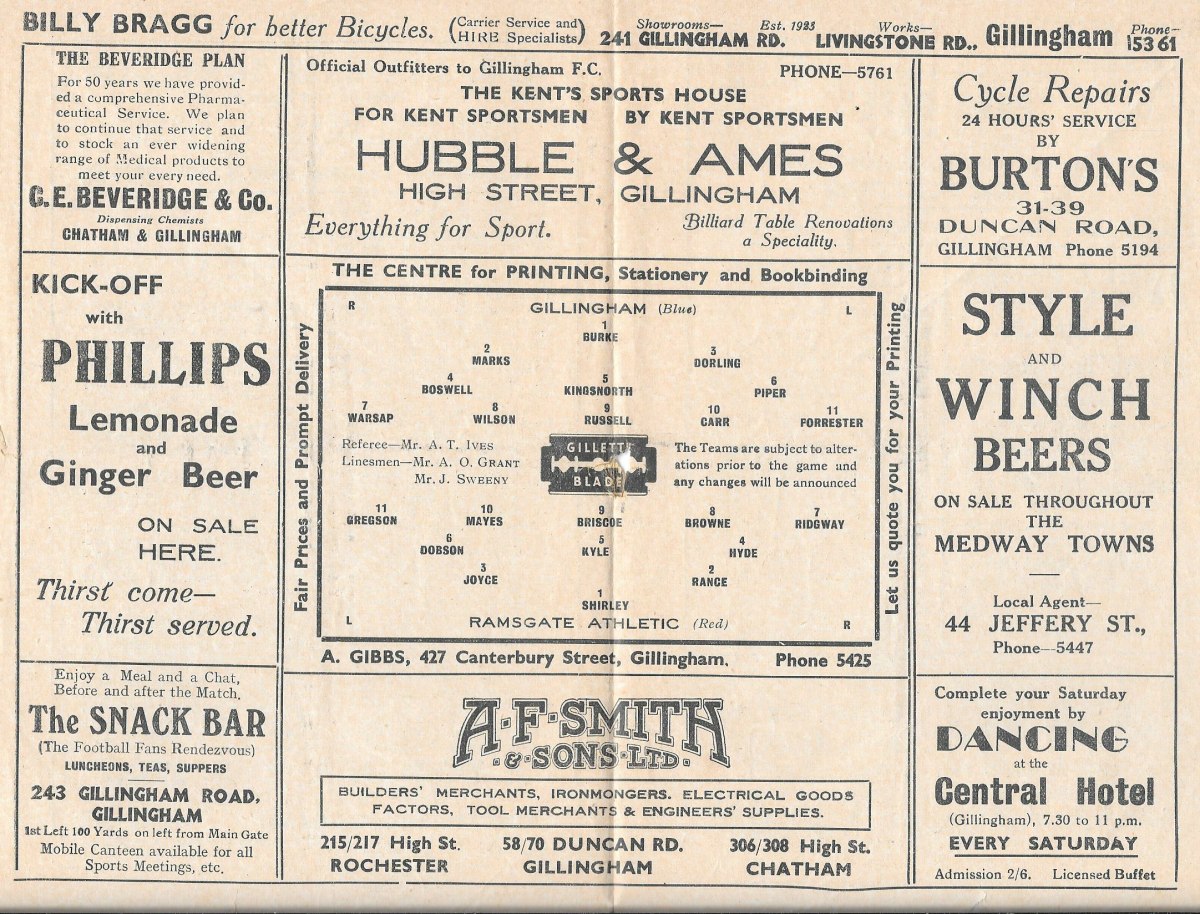 BILLY BRAGG for better Bicycles. (Carrier Service and HIRE Specialists) Showrooms— Est. 1923 241 GILLINGHAM RD. Works— LIVINGSTONE RD., Gillingham Phone— 53 61
THE BEVERIDGE PLAN
For 50 years we have provid-
ed a comprehensive Pharma-
ceutical Service. We plan
to continue that service and
to stock an ever widening
range of Medical products to
meet your every need.
C.E. BEVERIDGE & Co.
Dispensing Chemists
CHATHAM & GILLINGHAM
KICK-OFF
with
PHILLIPS
Lemonade
and
Ginger Beer
ON SALE
HERE.
Thirst come—
Thirst served.
Enjoy a Meal and a Chat,
Before and after the Match.
The SNACK BAR
(The Football Fans Rendezvous)
LUNCHEONS, TEAS, SUPPERS
243 GILLINGHAM ROAD,
GILLINGHAM
1st Left 100 Yards on left from Main Gate
Mobile Canteen available for all
Sports Meetings, etc.
Official Outfitters to Gillingham F.C. PHONE—5761
THE KENT'S SPORTS HOUSE
FOR KENT SPORTSMEN BY KENT SPORTSMEN
HUBBLE & AMES
HIGH STREET, GILLINGHAM
Everything for Sport. Billiard Table Renovations
a Speciality.
THE CENTRE for PRINTING, Stationery and Bookbinding
Fair Prices and Prompt Delivery
R GILLINGHAM (Blue) L
1
BURKE
2 3
MARKS DORLING
4 5 6
BOSWELL KINGSNORTH PIPER
7 8 9 10 11
WARSAP WILSON RUSSELL CARR FORRESTER
Referee—Mr. A. T. IVES
Linesmen—Mr. A. O. GRANT
Mr. J. SWEENY
GILLETTE
BLADE
The Teams are subject to alter-
ations prior to the game and
any changes will be announced
11 10 9 8 7
GREGSON MAYES BRISCOE BROWNE RIDGWAY
6 5 4
DOBSON KYLE HYDE
3 2
JOYCE RANCE
1
SHIRLEY
L RAMSGATE ATHLETIC (Red) R
Let us quote you for your Printing
A. GIBBS, 427 Canterbury Street, Gillingham. Phone 5425
A·F·SMITH
·&·SONS·LTD·
BUILDERS' MERCHANTS, IRONMONGERS. ELECTRICAL GOODS
FACTORS, TOOL MERCHANTS & ENGINEERS' SUPPLIES.
215/217 High St. 58/70 DUNCAN RD. 306/308 High St.
ROCHESTER GILLINGHAM CHATHAM
Cycle Repairs
24 HOURS' SERVICE
BY
BURTON'S
31-39
DUNCAN ROAD,
GILLINGHAM Phone 5194
STYLE
AND
WINCH
BEERS
ON SALE THROUGHOUT
THE
MEDWAY TOWNS
Local Agent—
44 JEFFERY ST.,
Phone—5447
Complete your Saturday
enjoyment by
DANCING
at the
Central Hotel
(Gillingham), 7.30 to 11 p.m.
EVERY SATURDAY
Admission 2/6. Licensed Buffet